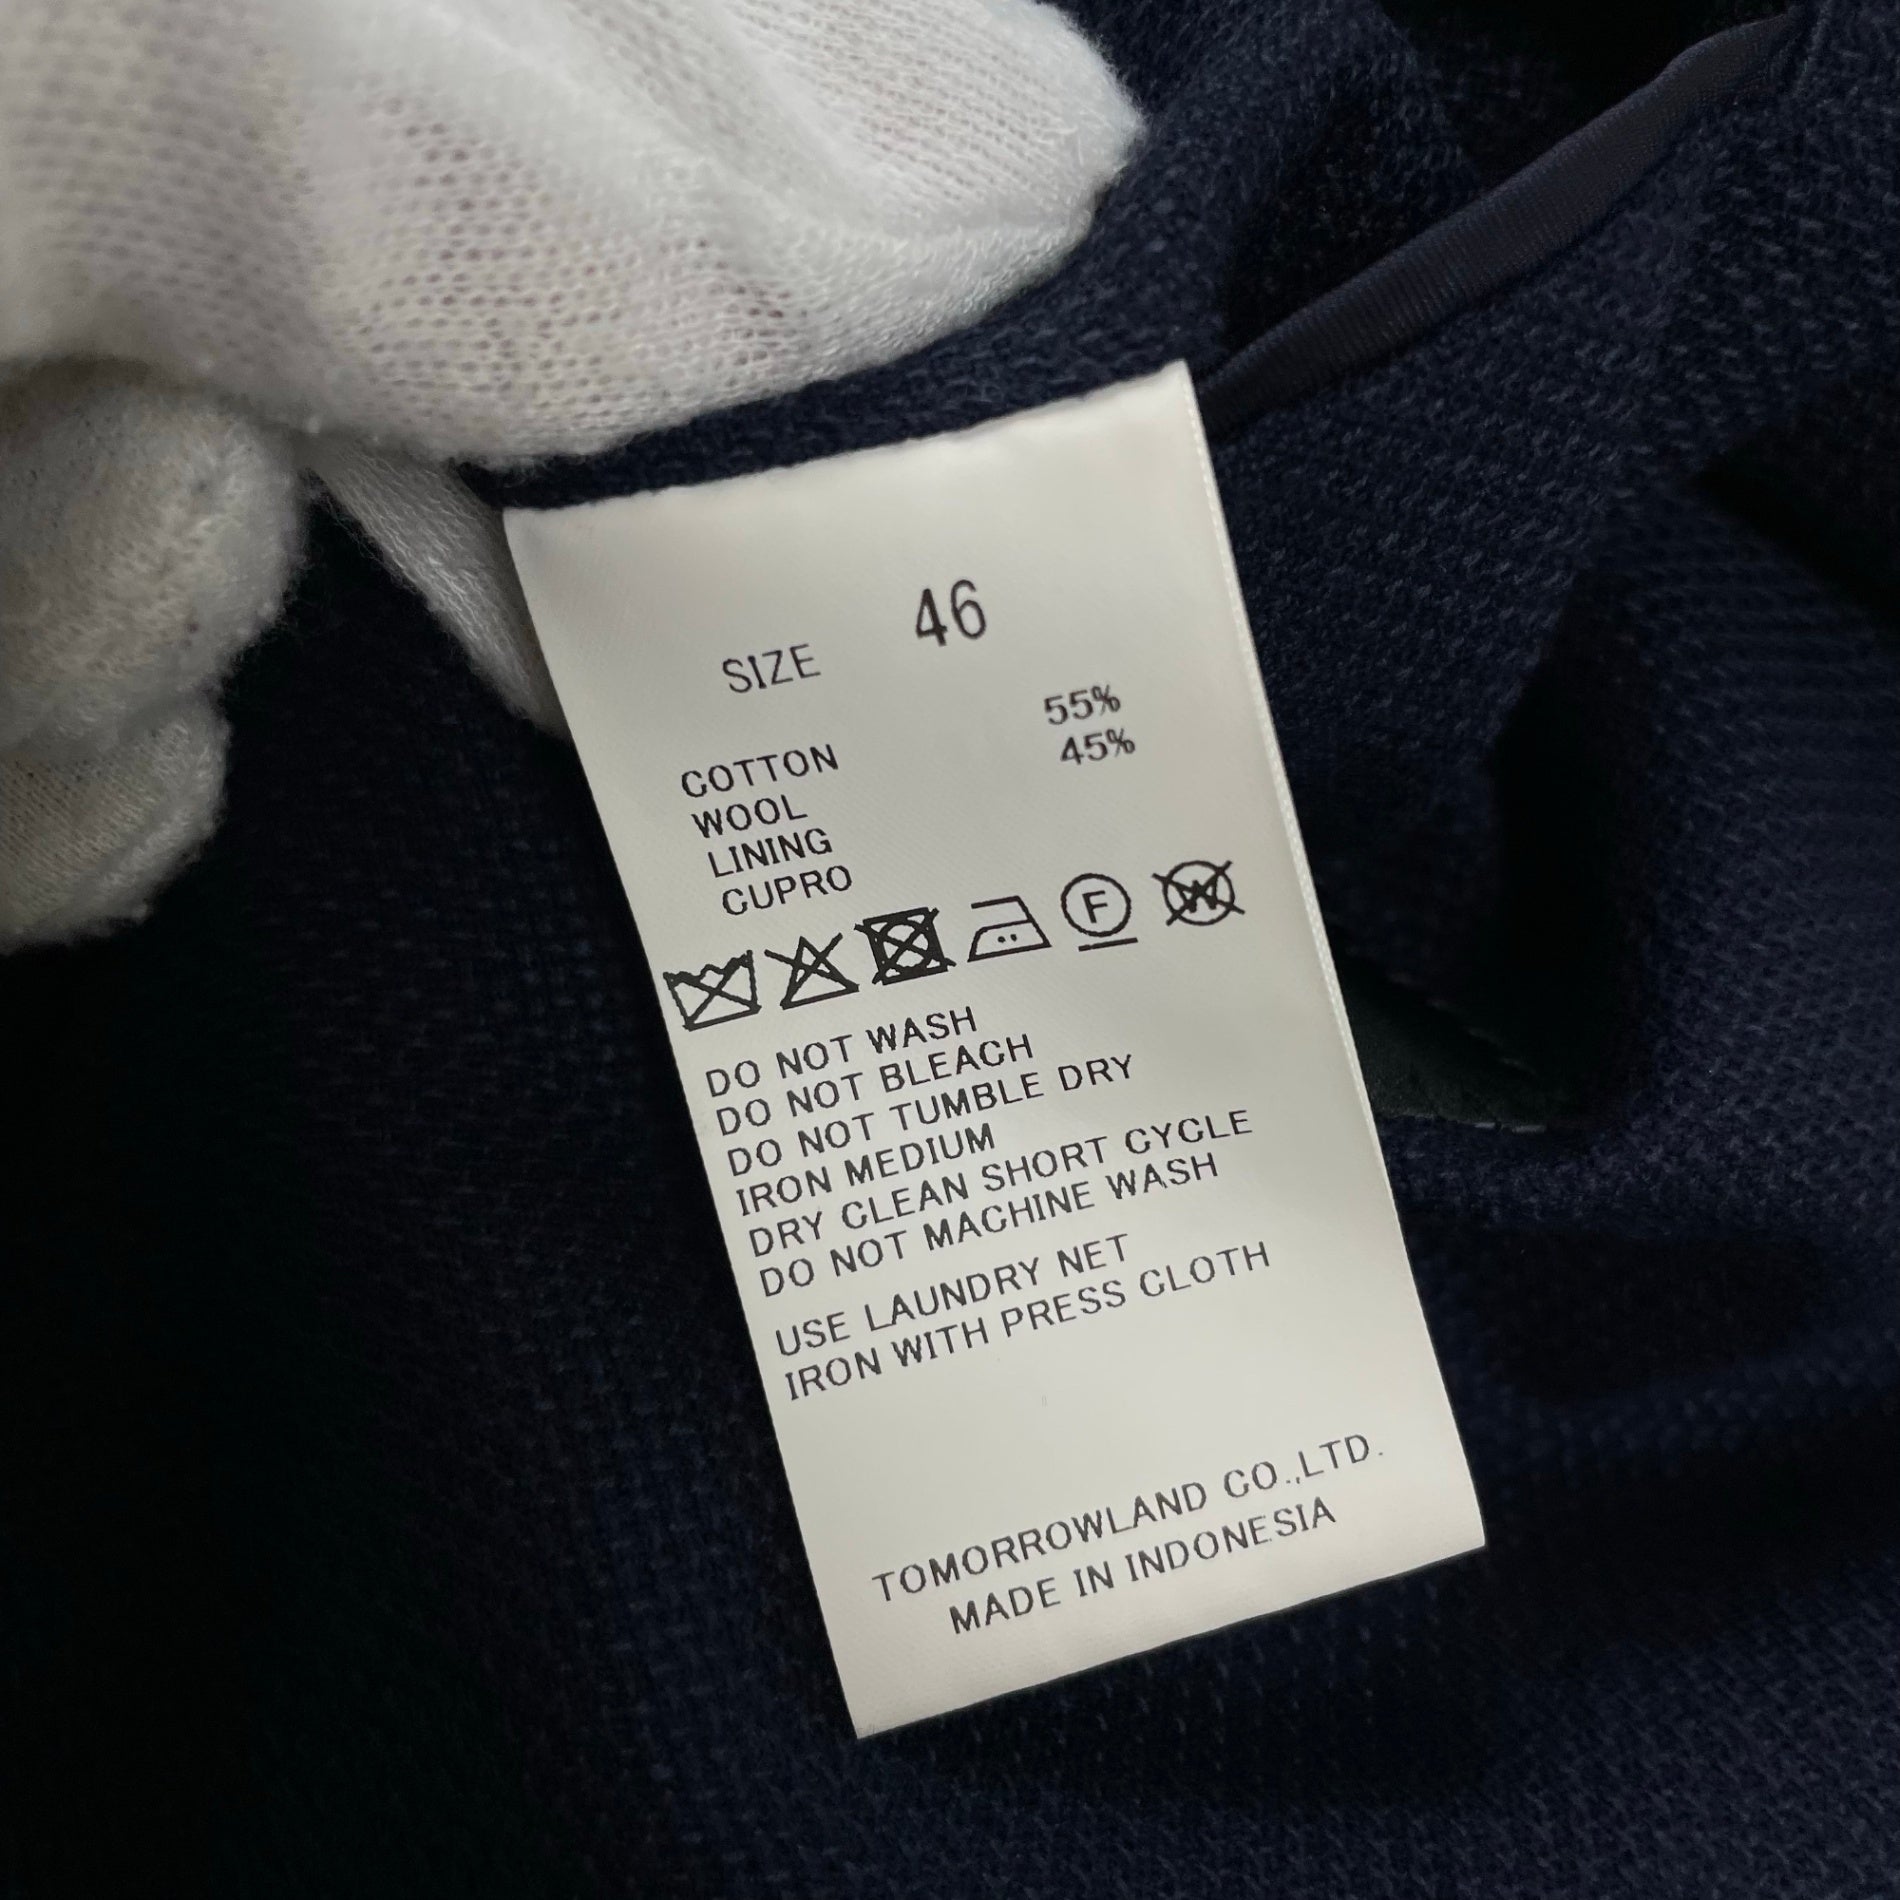 SIZE 46
COTTON 55%
WOOL 45%
LINING
CUPRO
F W
DO NOT WASH
DO NOT BLEACH
DO NOT TUMBLE DRY
IRON MEDIUM
DRY CLEAN SHORT CYCLE
DO NOT MACHINE WASH
USE LAUNDRY NET
IRON WITH PRESS CLOTH
TOMORROWLAND CO.,LTD.
MADE IN INDONESIA